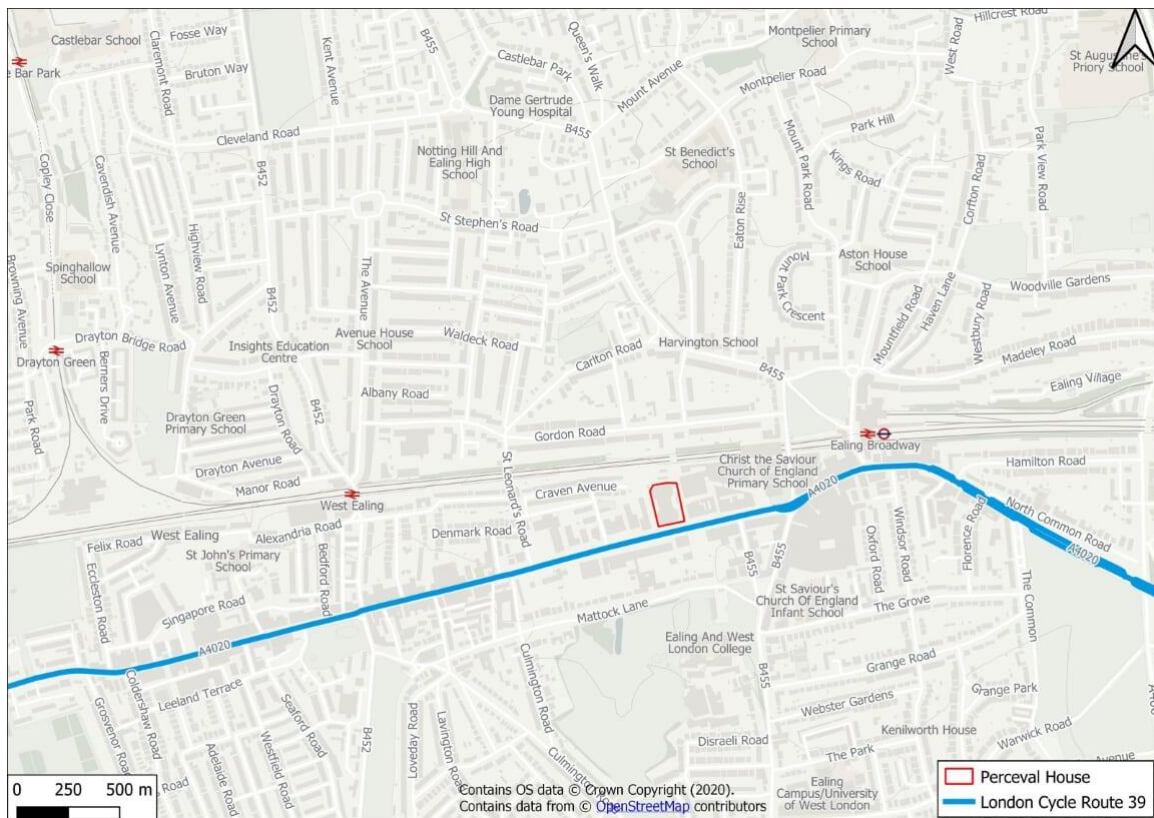 Hillcrest Road
Fosse Way
Castlebar School
Claremont Road
Kent Avenue
B455
Queen's Walk
Montpelier Primary
School
West Road
St Augustine's
Priory School
e Bar Park
Bruton Way
Castlebar Park
Mount Avenue
Montpelier Road
Dame Gertrude
Young Hospital
B455
Park Hill
Cleveland Road
Copley Close
Cavendish Avenue
B452
Notting Hill And
Ealing High
School
St Benedict's
School
Mount Park Road
Kings Road
Corfton Road
Park View Road
St Stephen's Road
Eaton Rise
Highview Road
Lynton Avenue
The Avenue
Browning Avenue
Spinghallow
School
Mount
Park
Crescent
Aston House
School
Haven Lane
Woodville Gardens
B452
Mountfield Road
Westbury Road
Drayton Bridge Road
Drayton Green
Berners Drive
Insights Education
Centre
Avenue House
School
Waldeck Road
Carlton Road
Harvington School
B455
Madeley Road
Ealing Village
Park Road
Drayton Green
Primary School
Drayton Road
B452
Albany Road
Gordon Road
Ealing Broadway
Drayton Avenue
Manor Road
West Ealing
St Leonard's Road
Craven Avenue
Christ the Saviour
Church of England
Primary School
A4020
Hamilton Road
North Common Road
A4020
Florence Road
Windsor Road
Oxford Road
Felix Road
West Ealing
Alexandria Road
Denmark Road
St John's Primary
School
Bedford Road
Eccleston Road
Singapore Road
A4020
B455
B455
St Saviour's
Church Of England
Infant School
The Grove
The Common
Mattock Lane
Ealing And West
London College
Culmington Road
Grange Road
Grange Park
Leeland Terrace
Coldershaw Road
Grosvenor Road
Seaford Road
Westfield Road
Adelaide Road
B452
Loveday Road
Lavington Road
Culmington Road
B455
Webster Gardens
Kenilworth House
Warwick Road
Disraeli Road
The Park
Avenue
Ealing
Campus/University
of West London
Road
0 250 500 m
Contains OS data © Crown Copyright (2020).
Contains data from © OpenStreetMap contributors
Perceval House
London Cycle Route 39